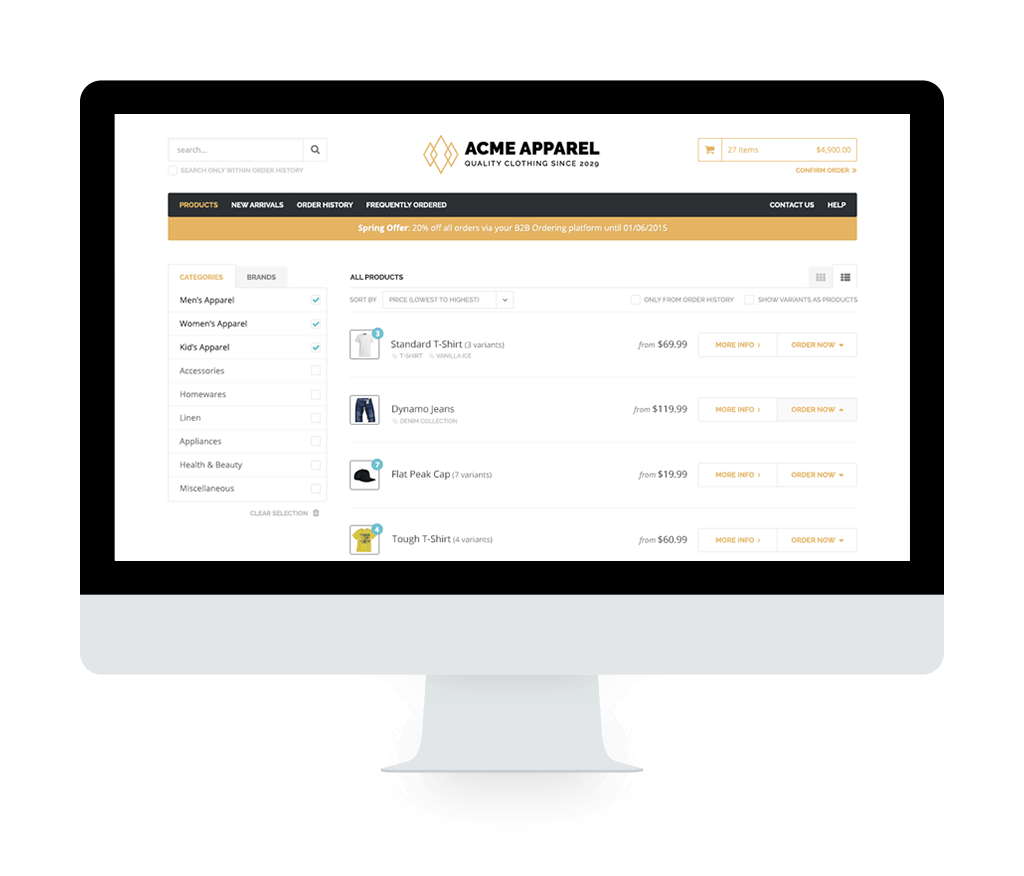 search...
SEARCH ONLY WITHIN ORDER HISTORY
ACME APPAREL
QUALITY CLOTHING SINCE 2029
27 Items $4,900.00
CONFIRM ORDER »
PRODUCTS NEW ARRIVALS ORDER HISTORY FREQUENTLY ORDERED CONTACT US HELP
Spring Offer: 20% off all orders via your B2B Ordering platform until 01/06/2015
CATEGORIES BRANDS
Men's Apparel
Women's Apparel
Kid's Apparel
Accessories
Homewares
Linen
Appliances
Health & Beauty
Miscellaneous
CLEAR SELECTION
ALL PRODUCTS
SORT BY PRICE (LOWEST TO HIGHEST) ONLY FROM ORDER HISTORY SHOW VARIANTS AS PRODUCTS
3
Standard T-Shirt (3 variants) from $69.99 MORE INFO › ORDER NOW
T-SHIRT VANILLA ICE
Dynamo Jeans from $119.99 MORE INFO › ORDER NOW
DENIM COLLECTION
7
Flat Peak Cap (7 variants) from $19.99 MORE INFO › ORDER NOW
4
Tough T-Shirt (4 variants) from $60.99 MORE INFO › ORDER NOW